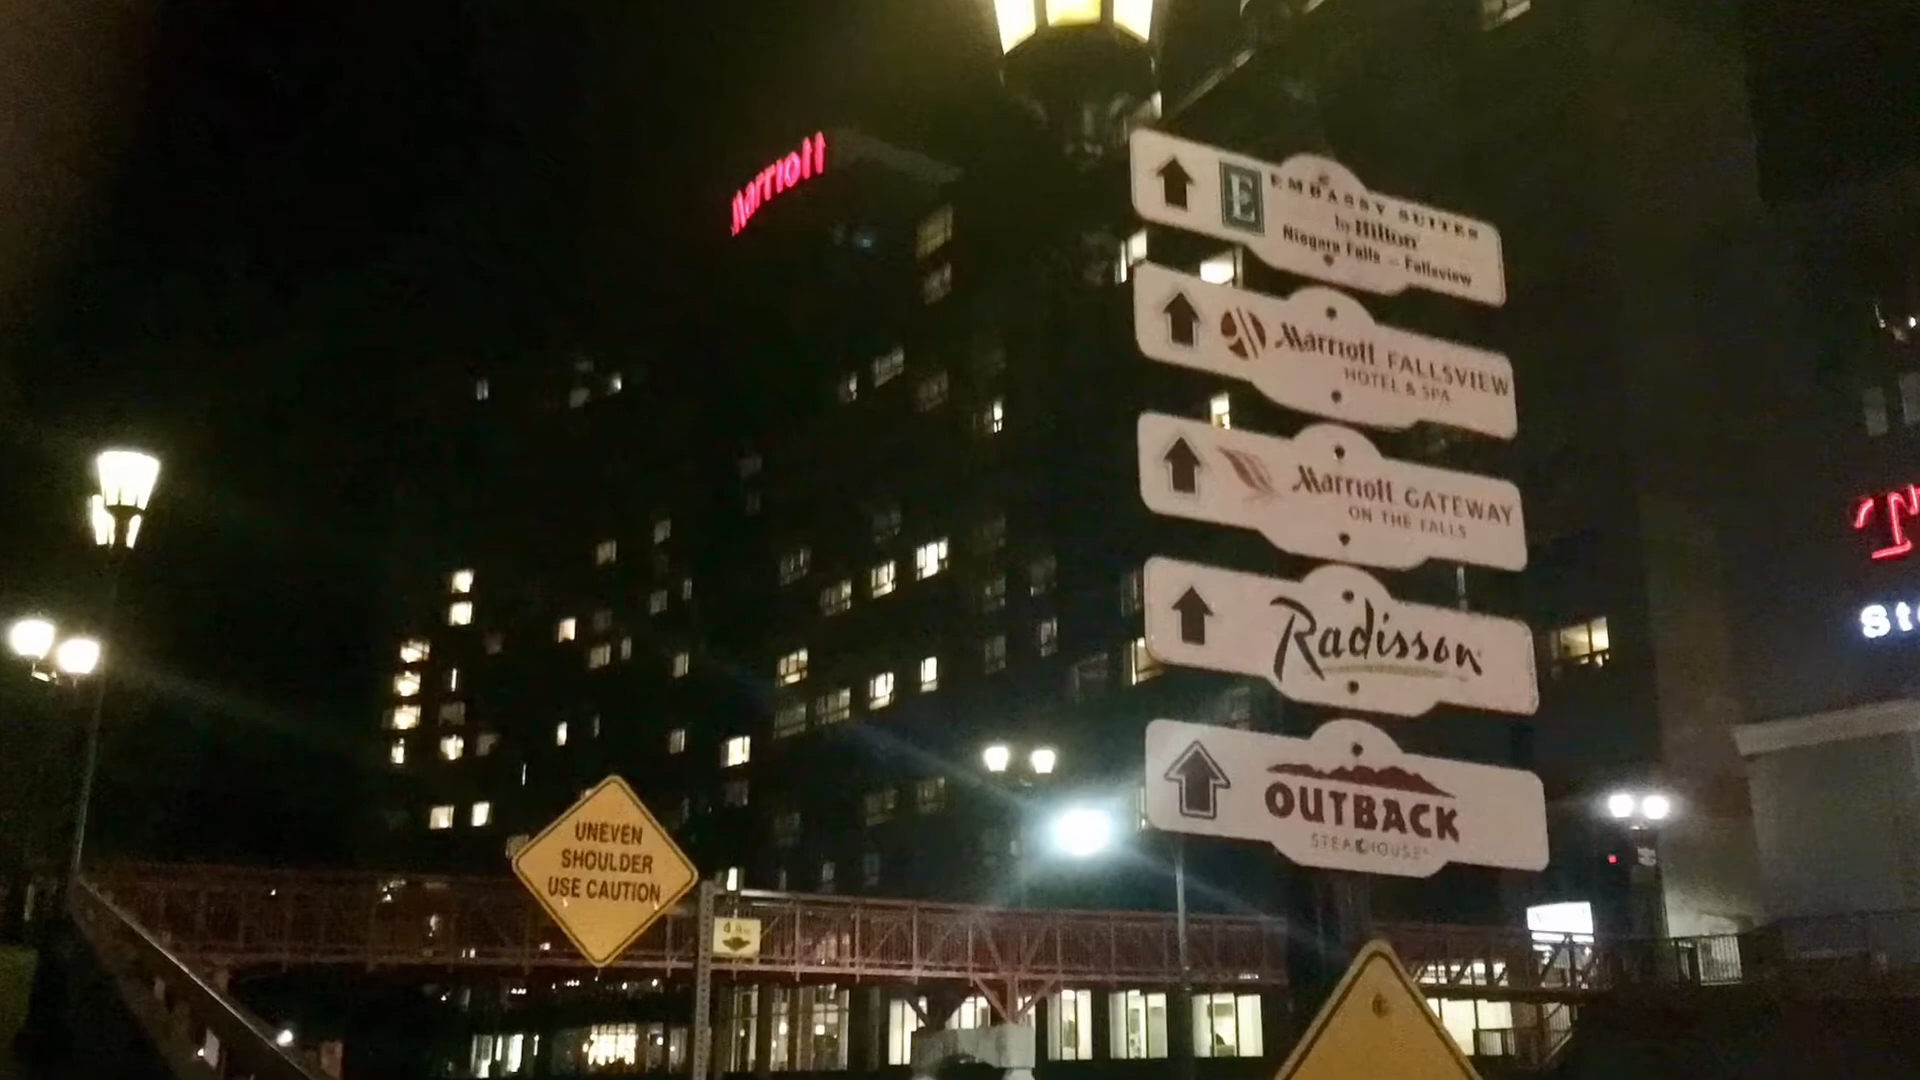 Marriott
E EMBASSY SUITES
by Hilton
Niagara Falls - Fallsview
Marriott FALLSVIEW
HOTEL & SPA
Marriott GATEWAY
ON THE FALLS
Radisson
OUTBACK
STEAKHOUSE
UNEVEN
SHOULDER
USE CAUTION